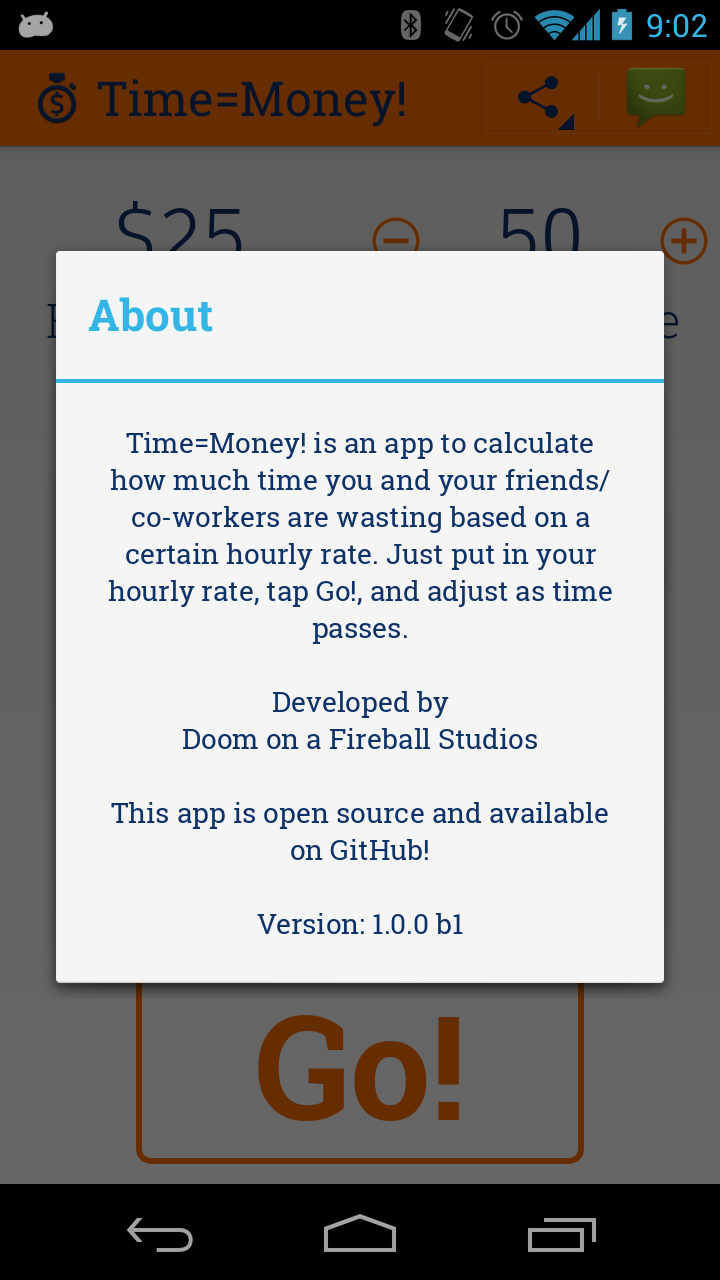 9:02
Time=Money!
$25 50
About
Time=Money! is an app to calculate
how much time you and your friends/
co-workers are wasting based on a
certain hourly rate. Just put in your
hourly rate, tap Go!, and adjust as time
passes.
Developed by
Doom on a Fireball Studios
This app is open source and available
on GitHub!
Version: 1.0.0 b1
Go!